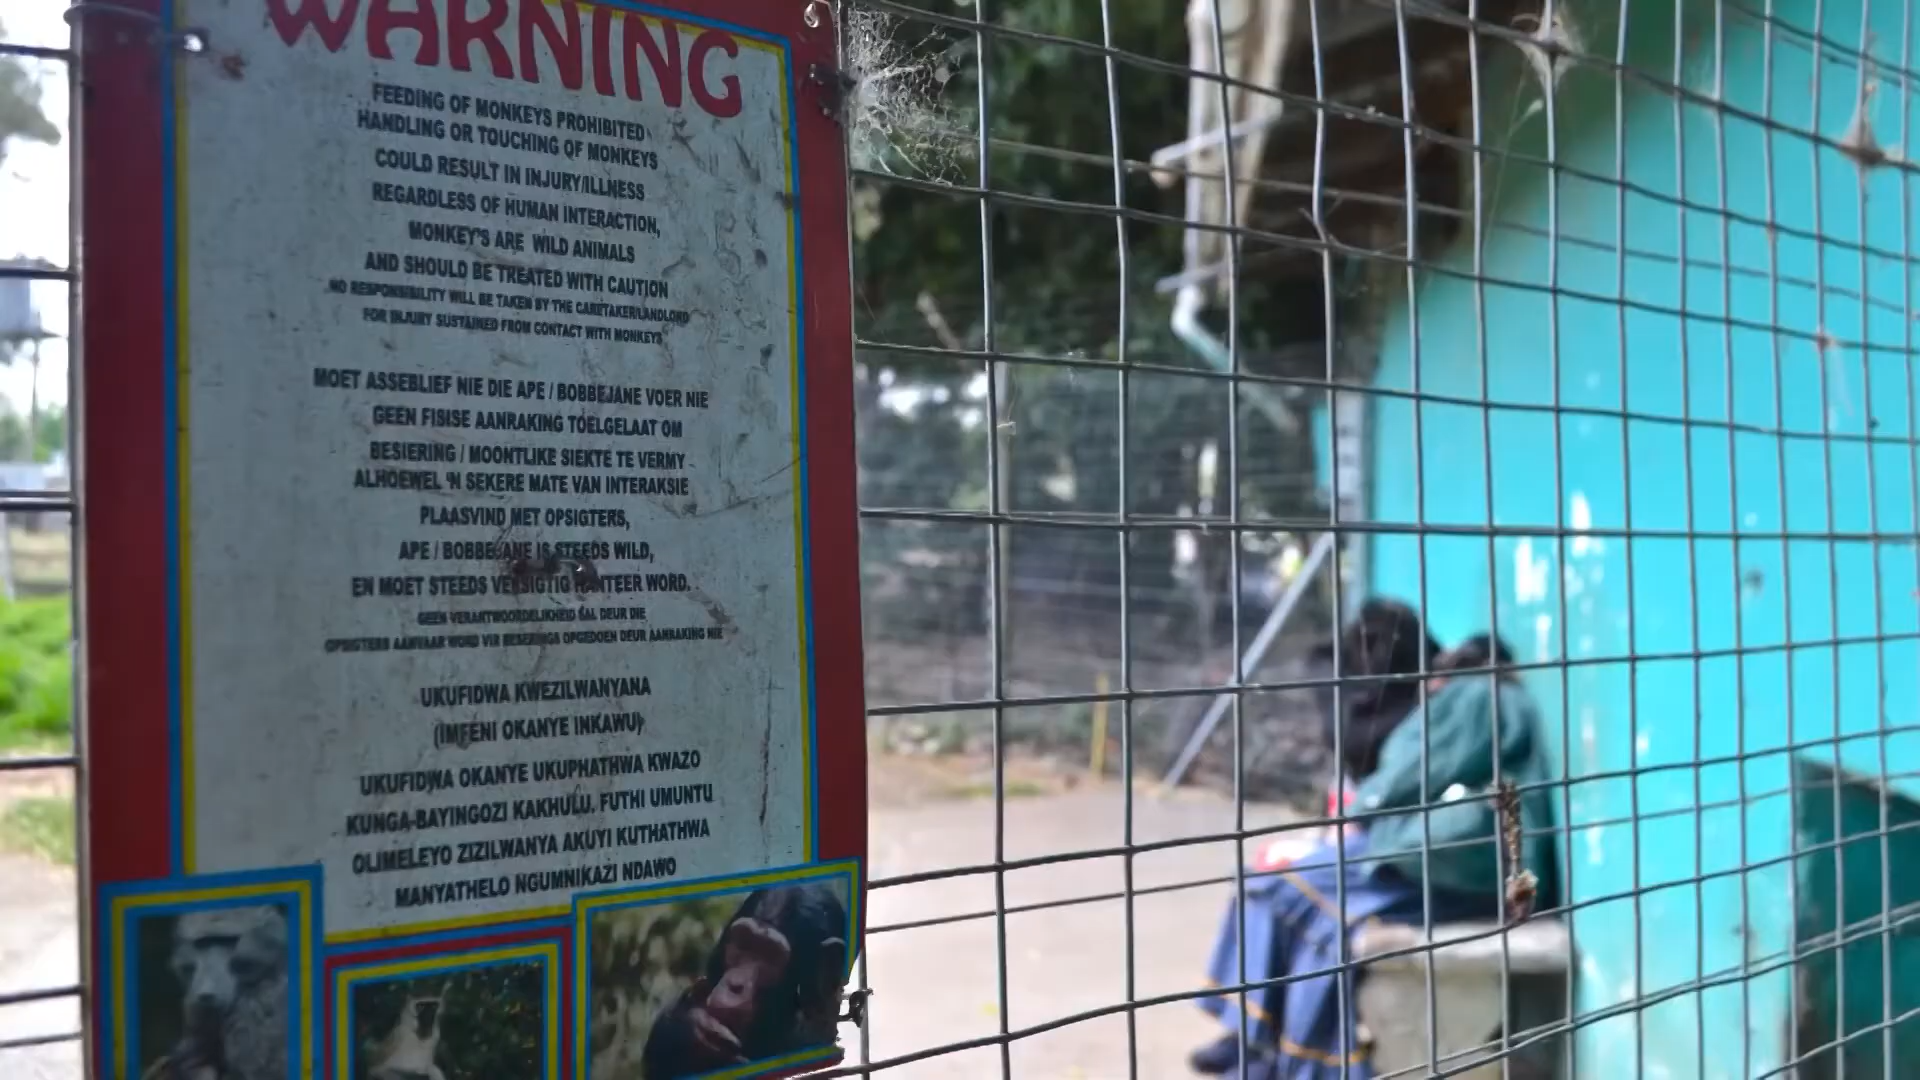 WARNING
FEEDING OF MONKEYS PROHIBITED
HANDLING OR TOUCHING OF MONKEYS
COULD RESULT IN INJURY/ILLNESS
REGARDLESS OF HUMAN INTERACTION,
MONKEY'S ARE WILD ANIMALS
AND SHOULD BE TREATED WITH CAUTION
NO RESPONSIBILITY WILL BE TAKEN BY THE CARETAKER/LANDLORD
FOR INJURY SUSTAINED FROM CONTACT WITH MONKEYS
MOET ASSEBLIEF NIE DIE APE / BOBBEJANE VOER NIE
GEEN FISISE AANRAKING TOELGELAAT OM
BESIERING / MOONTLIKE SIEKTE TE VERMY
ALHOEWEL 'N SEKERE MATE VAN INTERAKSIE
PLAASVIND MET OPSIGTERS,
APE / BOBBEJANE IS STEEDS WILD,
EN MOET STEEDS VERSIGTIG HANTEER WORD.
GEEN VERANTWOORDELIKHEID SAL DEUR DIE
OPSIGTERS AANVAAR WORD VIR BESERINGS OPGEDOEN DEUR AANRAKING NIE
UKUFIDWA KWEZILWANYANA
(IMFENI OKANYE INKAWU)
UKUFIDWA OKANYE UKUPHATHWA KWAZO
KUNGA-BAYINGOZI KAKHULU, FUTHI UMUNTU
OLIMELEYO ZIZILWANYA AKUYI KUTHATHWA
MANYATHELO NGUMNIKAZI NDAWO